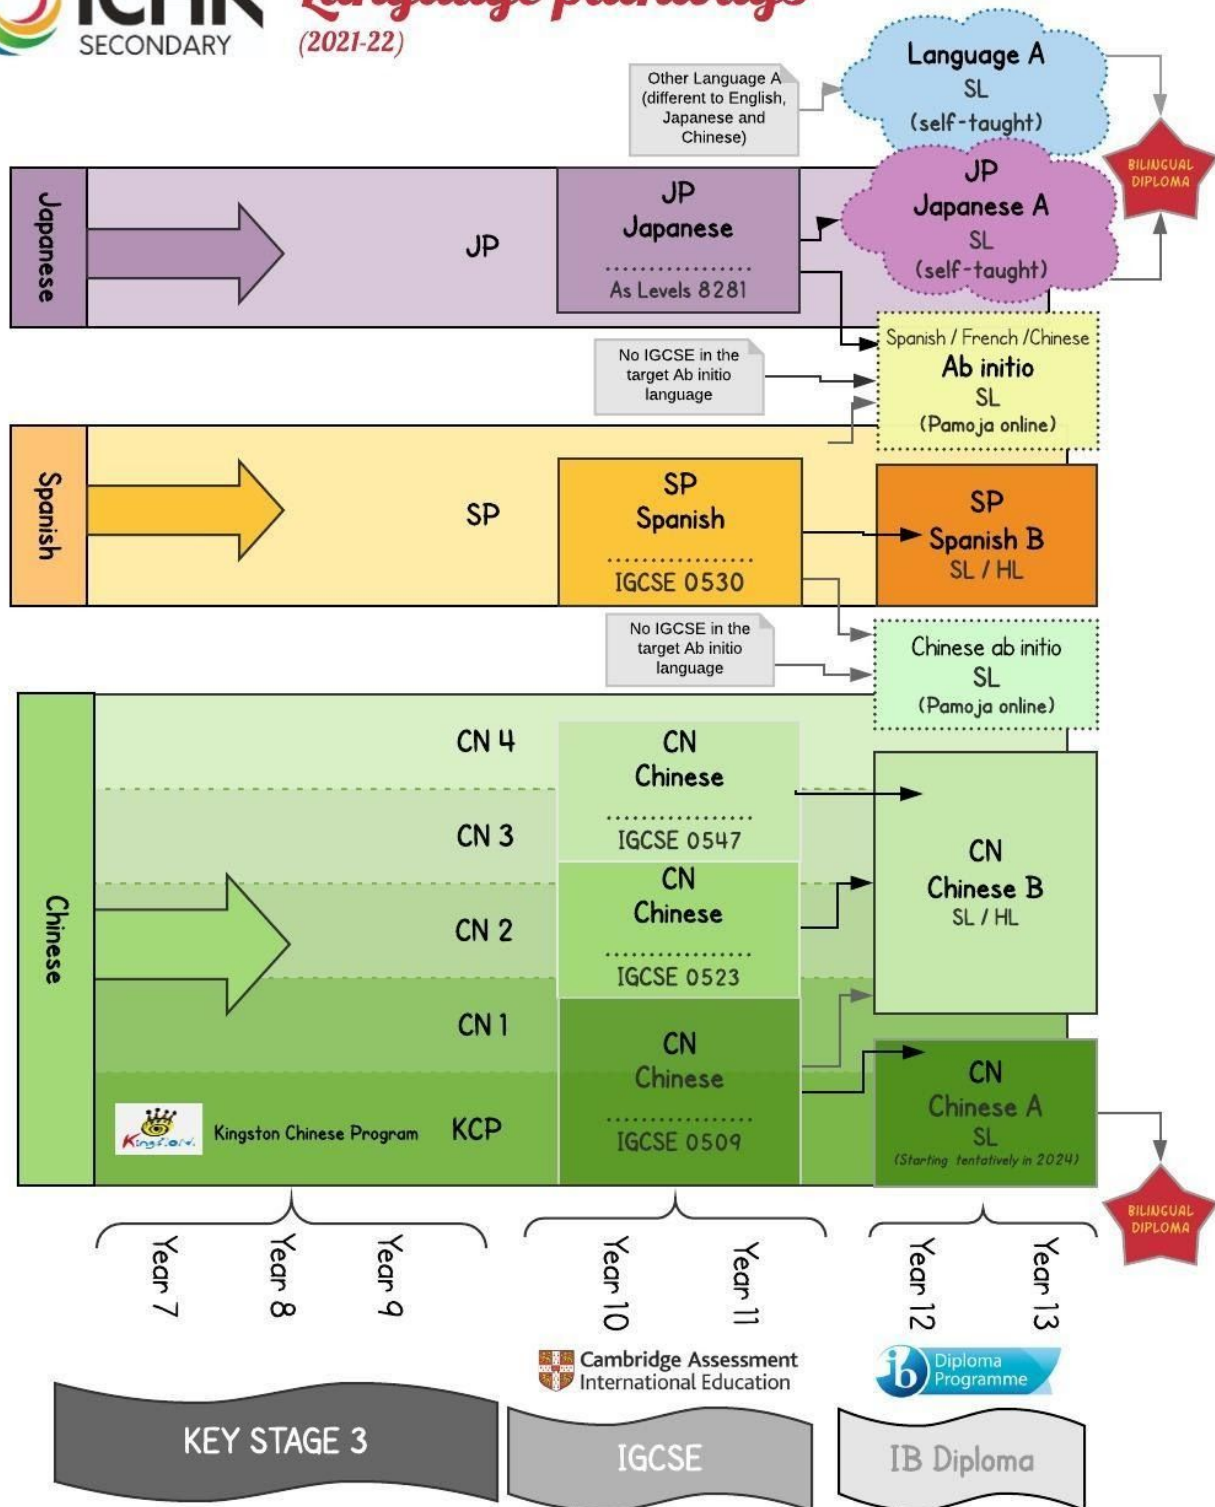 ICHK
SECONDARY
Language pathways
(2021-22)
Other Language A
(different to English,
Japanese and
Chinese)
Language A
SL
(self-taught)
BILINGUAL
DIPLOMA
Japanese
JP
JP
Japanese
.................
As Levels 8281
JP
Japanese A
SL
(self-taught)
No IGCSE in the
target Ab initio
language
Spanish / French /Chinese
Ab initio
SL
(Pamoja online)
Spanish
SP
SP
Spanish
.................
IGCSE 0530
SP
Spanish B
SL / HL
No IGCSE in the
target Ab initio
language
Chinese ab initio
SL
(Pamoja online)
Chinese
CN 4
CN
Chinese
.................
IGCSE 0547
CN 3
CN 2
CN
Chinese
.................
IGCSE 0523
CN
Chinese B
SL / HL
CN 1
CN
Chinese
.................
IGCSE 0509
Kingston Chinese Program
KCP
CN
Chinese A
SL
(Starting tentatively in 2024)
BILINGUAL
DIPLOMA
Year 7
Year 8
Year 9
Year 10
Year 11
Year 12
Year 13
Cambridge Assessment
International Education
ib
Diploma
Programme
KEY STAGE 3
IGCSE
IB Diploma